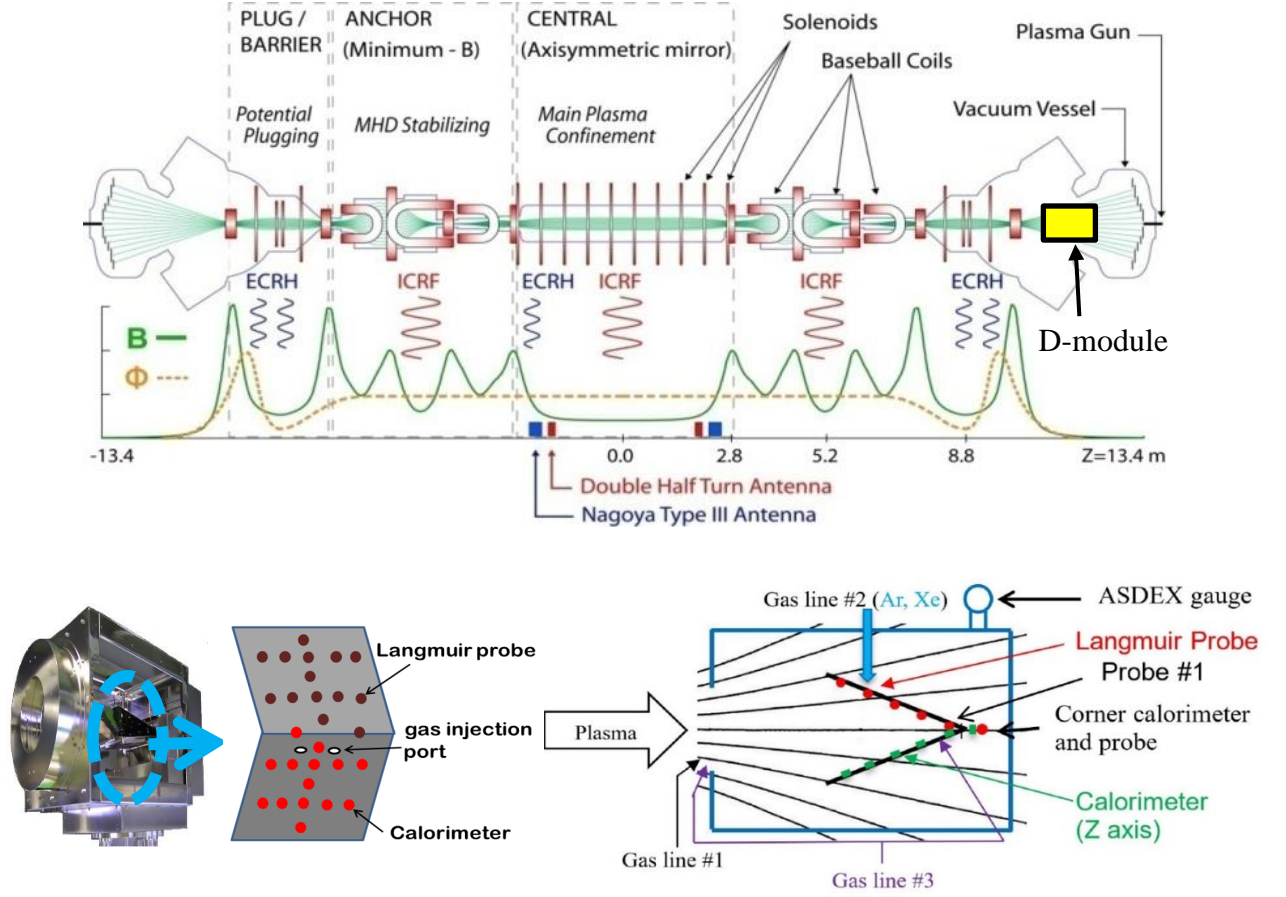 PLUG /
BARRIER
ANCHOR
(Minimum - B)
CENTRAL
(Axisymmetric mirror)
Solenoids
Baseball Coils
Plasma Gun
Vacuum Vessel
Potential
Plugging
MHD Stabilizing
Main Plasma
Confinement
ECRH
ICRF
ECRH
ICRF
ICRF
ECRH
D-module
B
Φ
-13.4
0.0
2.8
5.2
8.8
Z=13.4 m
Double Half Turn Antenna
Nagoya Type III Antenna
Langmuir probe
gas injection
port
Calorimeter
Gas line #2 (Ar, Xe)
ASDEX gauge
Langmuir Probe
Probe #1
Corner calorimeter
and probe
Plasma
Calorimeter
(Z axis)
Gas line #1
Gas line #3